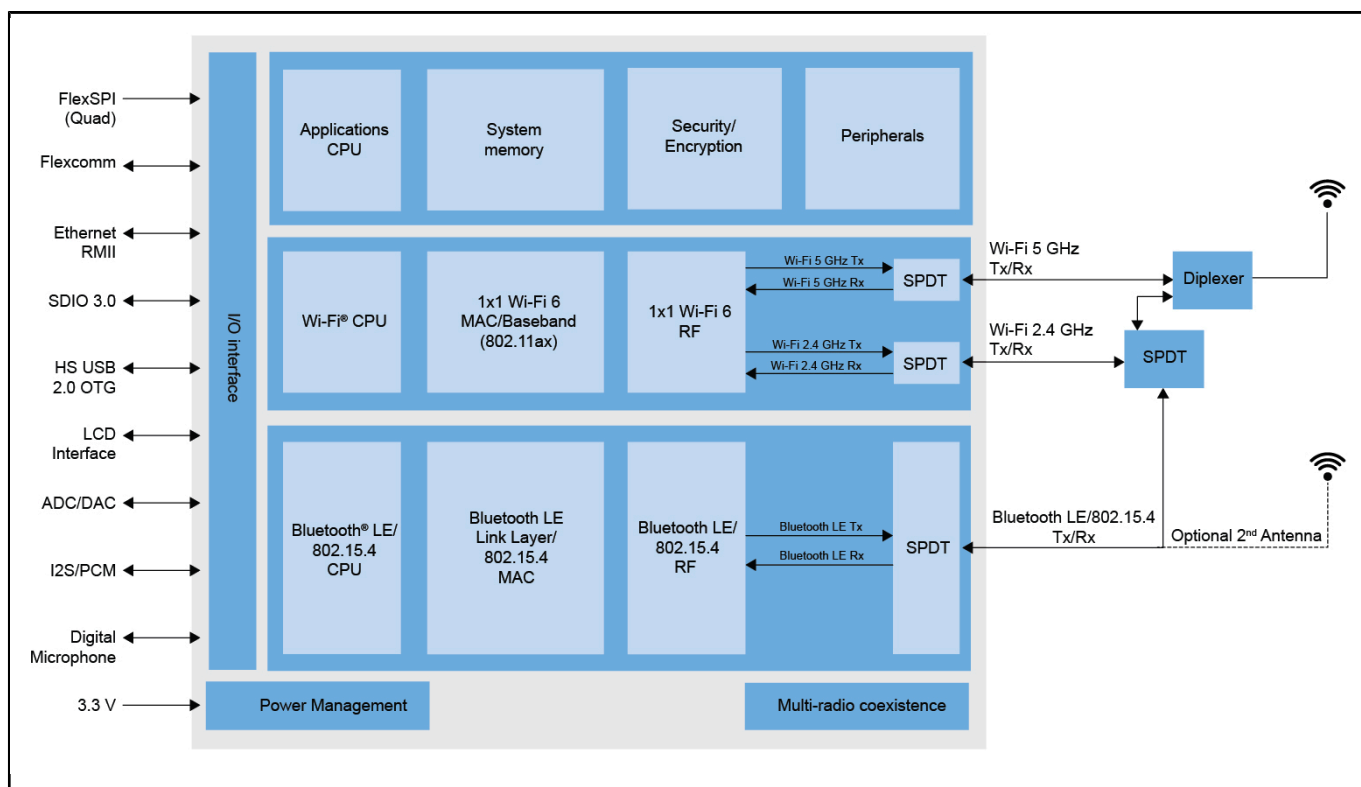 FlexSPI
(Quad)
Flexcomm
Ethernet
RMII
SDIO 3.0
HS USB
2.0 OTG
LCD
Interface
ADC/DAC
I2S/PCM
Digital
Microphone
3.3 V
I/O interface
Applications
CPU
System
memory
Security/
Encryption
Peripherals
Wi-Fi® CPU
1x1 Wi-Fi 6
MAC/Baseband
(802.11ax)
1x1 Wi-Fi 6
RF
Wi-Fi 5 GHz Tx
Wi-Fi 5 GHz Rx
SPDT
Wi-Fi 2.4 GHz Tx
Wi-Fi 2.4 GHz Rx
SPDT
Bluetooth® LE/
802.15.4
CPU
Bluetooth LE
Link Layer/
802.15.4
MAC
Bluetooth LE/
802.15.4
RF
Bluetooth LE Tx
Bluetooth LE Rx
SPDT
Power Management
Multi-radio coexistence
Wi-Fi 5 GHz
Tx/Rx
Diplexer
Wi-Fi 2.4 GHz
Tx/Rx
SPDT
Bluetooth LE/802.15.4
Tx/Rx
Optional 2nd Antenna